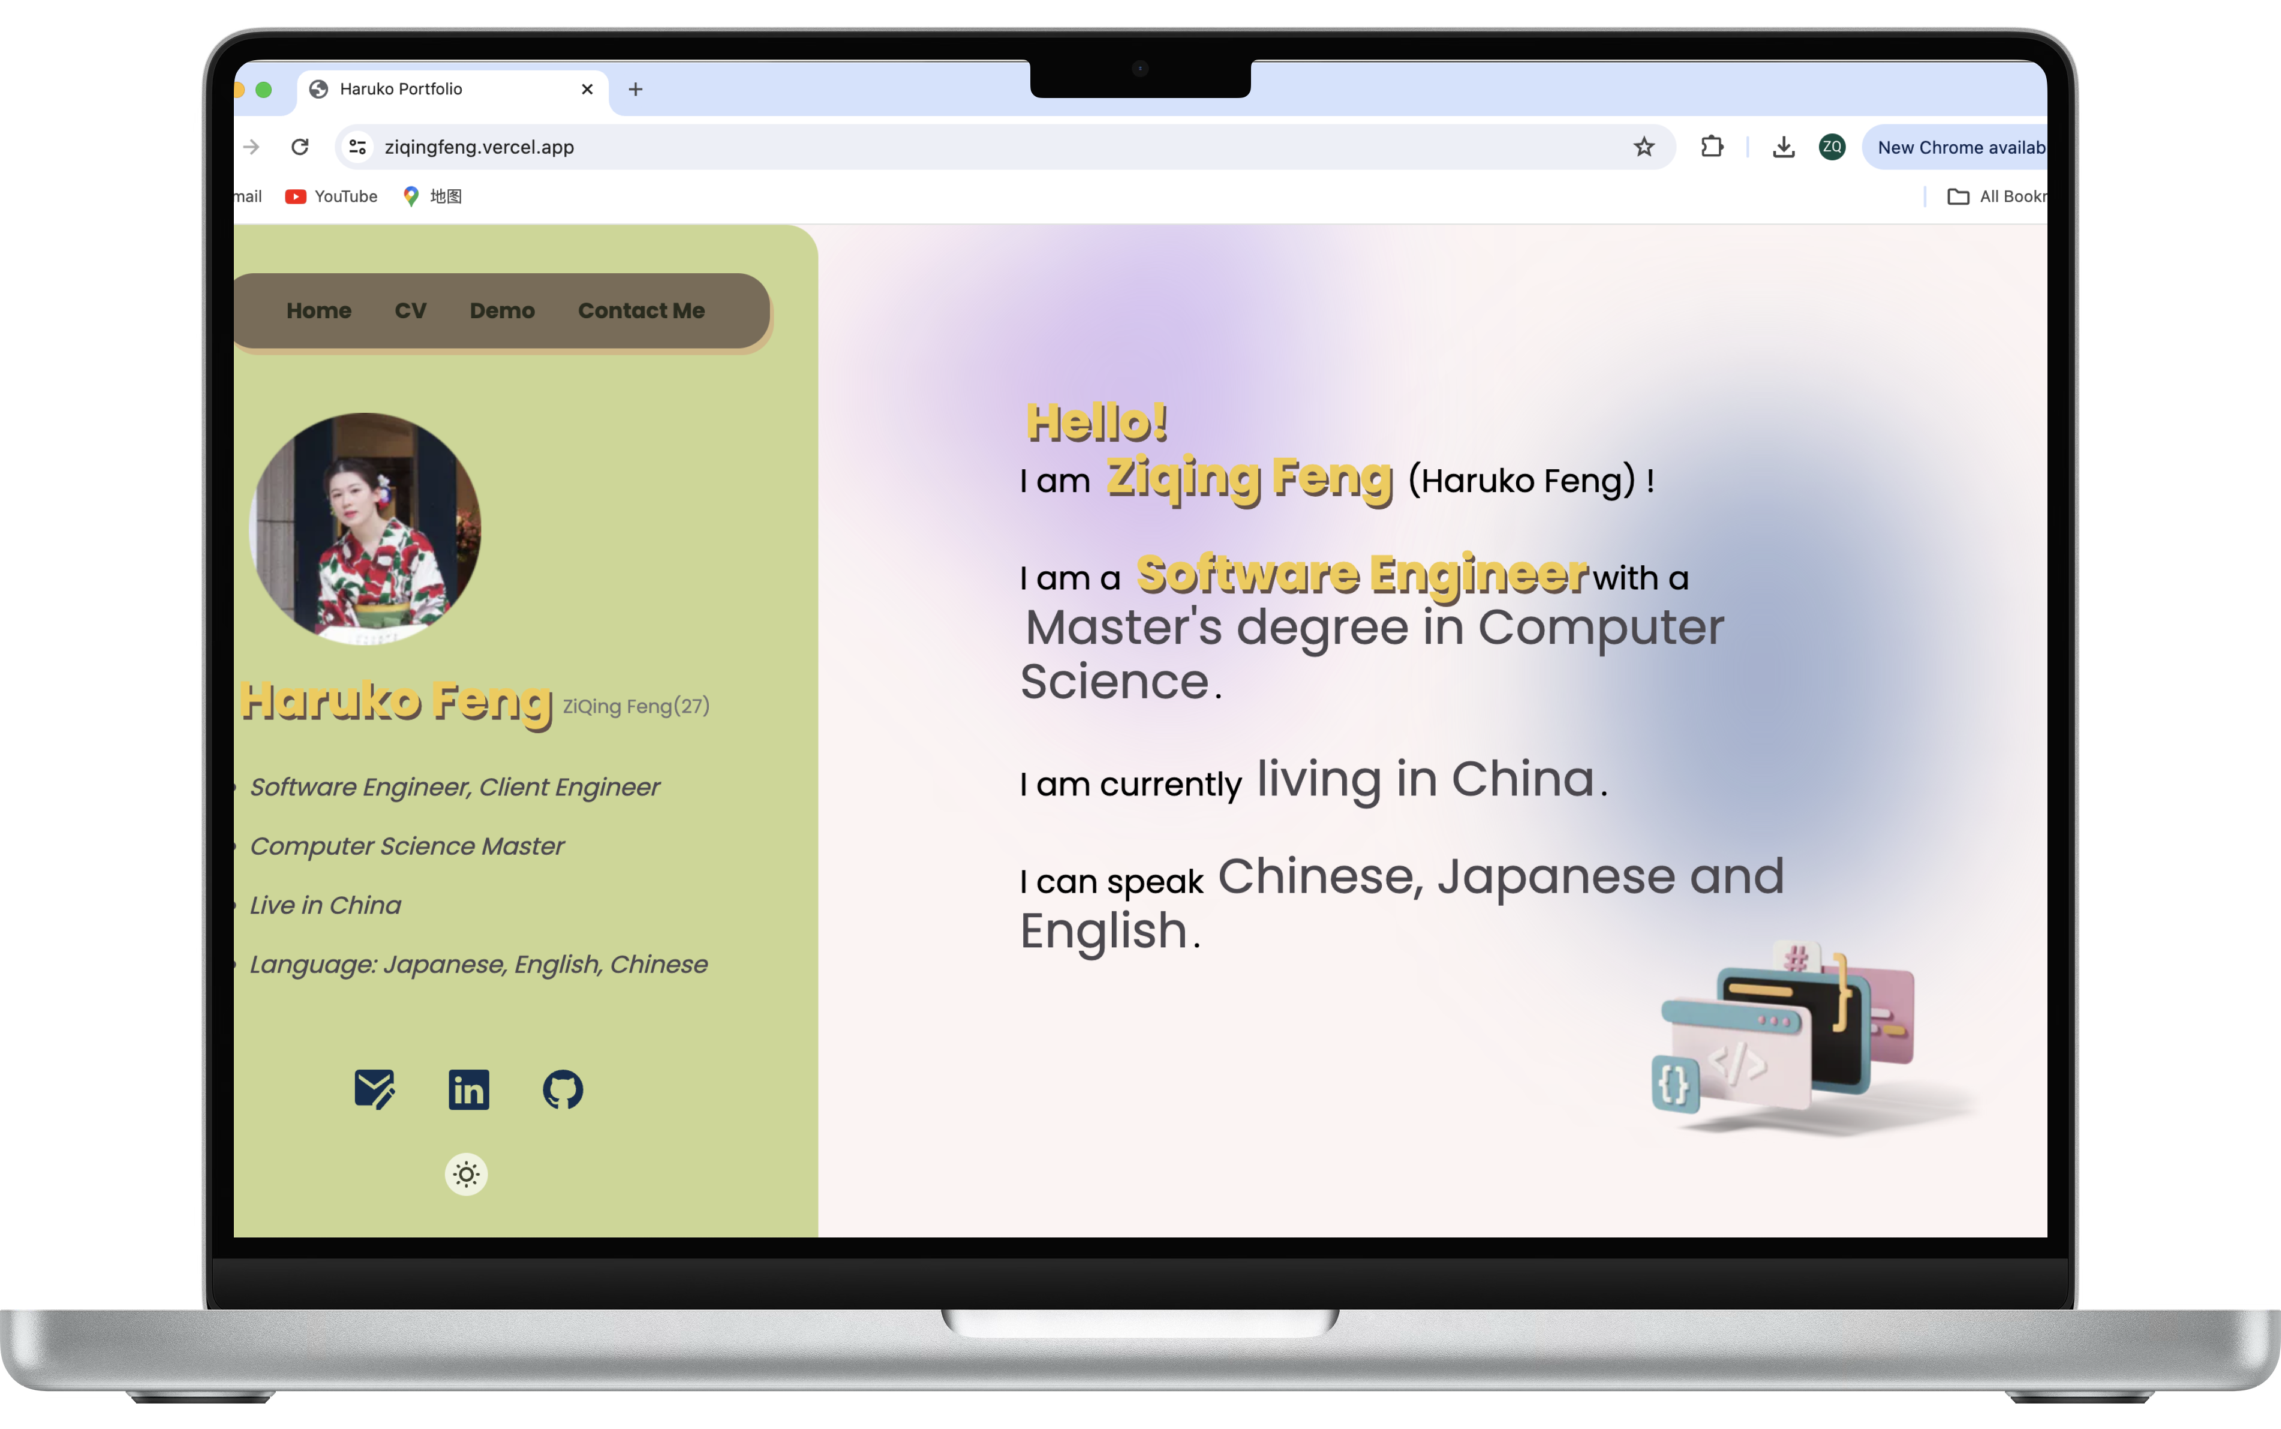 Haruko Portfolio
ziqingfeng.vercel.app
ZQ
New Chrome availab
mail
YouTube
地图
All Book
Home CV Demo Contact Me
Haruko Feng ZiQing Feng(27)
Software Engineer, Client Engineer
Computer Science Master
Live in China
Language: Japanese, English, Chinese
in
Hello!
I am Ziqing Feng (Haruko Feng) !
I am a Software Engineer with a
Master's degree in Computer
Science.
I am currently living in China.
I can speak Chinese, Japanese and
English.
#
}
</>
{}